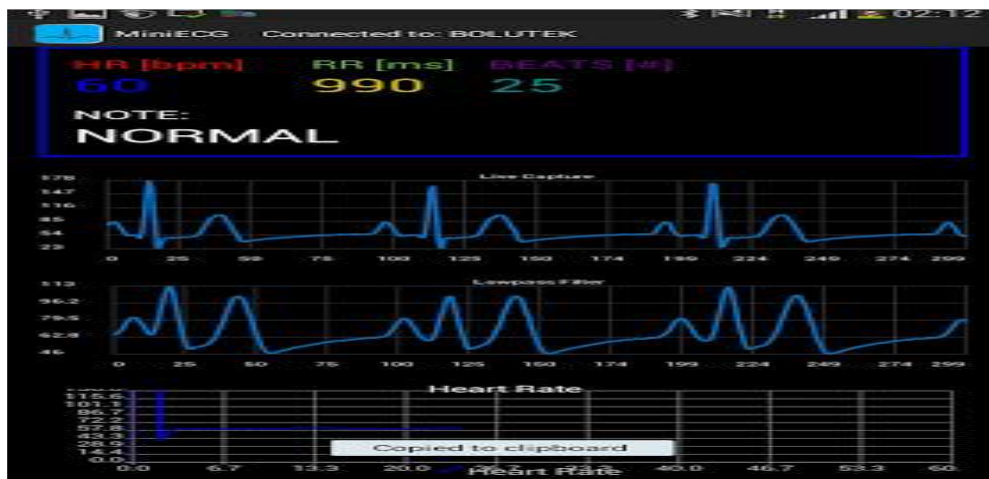 02:12
MiniECG Connected to: BOLUTEK
HR [bpm] RR [ms] BEATS [#]
60 990 25
NOTE:
NORMAL
Live Capture
178
147
116
85
54
23
0 25 50 75 100 125 150 174 199 224 249 274 299
Lowpass Filter
113
96.2
79.5
62.8
46
0 25 50 75 100 125 150 174 199 224 249 274 299
Heart Rate
115.6
101.1
86.7
72.2
57.8
43.3
28.9
14.4
0.0
Copied to clipboard
0.0 6.7 13.3 20.0 26.7 33.3 40.0 46.7 53.3 60.
Heart Rate